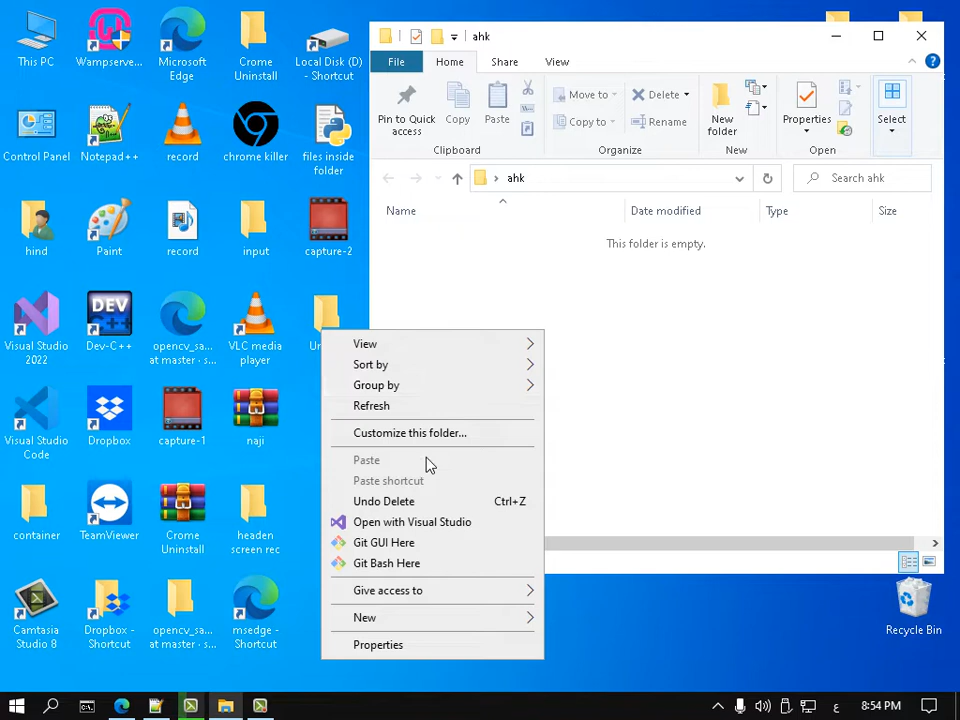 This PC
Wampserve...
Microsoft
Edge
Crome
Uninstall
Local Disk (D)
- Shortcut
Control Panel
Notepad++
record
chrome killer
files inside
folder
hind
Paint
record
input
capture-2
Visual Studio
2022
DEV
Dev-C++
opencv_sa...
at master · s...
VLC media
player
Visual Studio
Code
Dropbox
capture-1
naji
container
TeamViewer
Crome
Uninstall
headen
screen rec
Camtasia
Studio 8
Dropbox -
Shortcut
opencv_sa...
at master · s...
msedge -
Shortcut
ahk
File
Home
Share
View
Pin to Quick
access
Copy
Paste
Clipboard
Move to
Copy to
Delete
Rename
Organize
New
folder
New
Properties
Open
Select
ahk
Search ahk
Name
Date modified
Type
Size
This folder is empty.
View
Sort by
Group by
Refresh
Customize this folder...
Paste
Paste shortcut
Undo Delete Ctrl+Z
Open with Visual Studio
Git GUI Here
Git Bash Here
Give access to
New
Properties
Recycle Bin
ع
8:54 PM